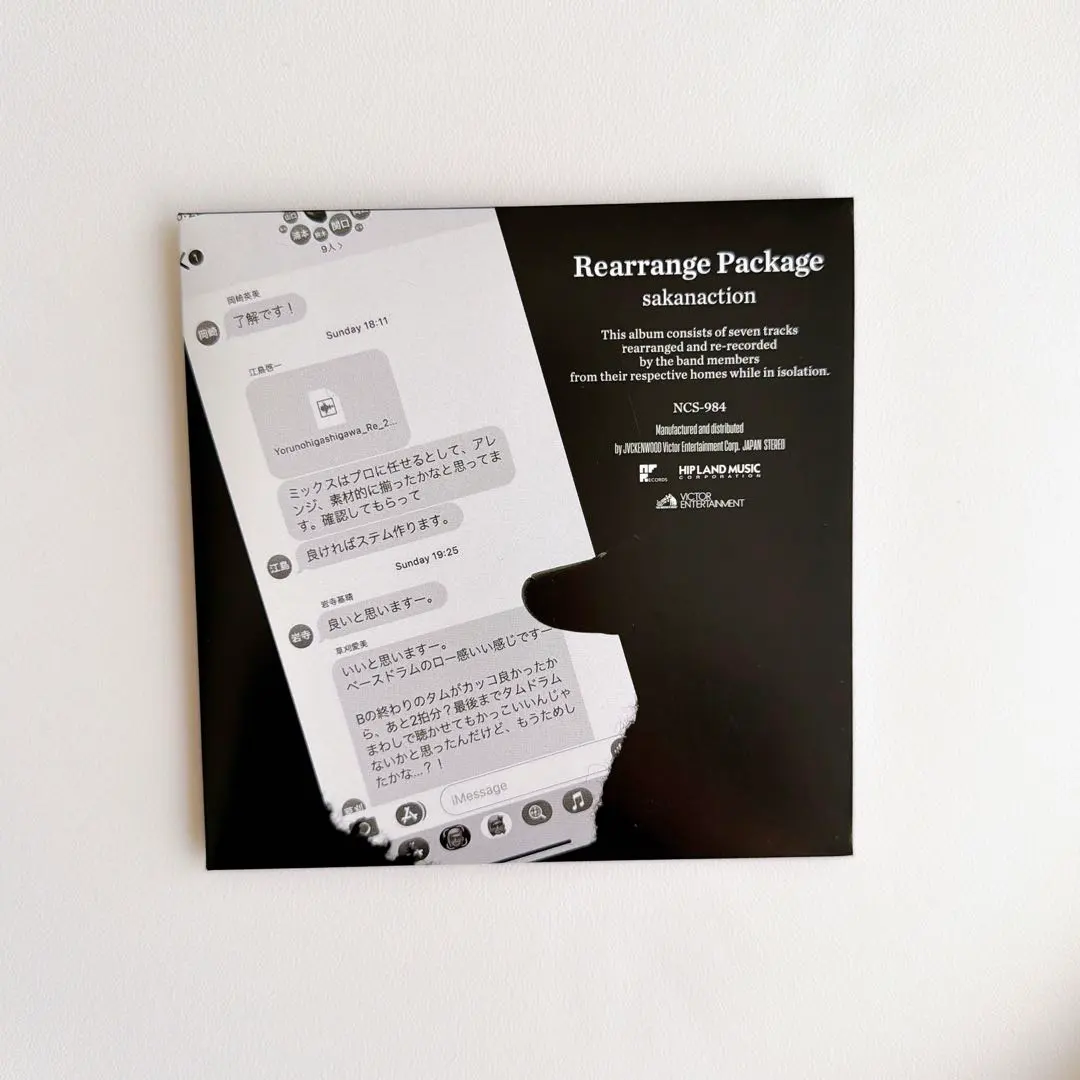 関口
9人 >
1
岡崎英美
岡崎
了解です！
Sunday 18:11
江島啓一
Yorunohigashigawa_Re_2...
ミックスはプロに任せるとして、アレ
ンジ、素材的に揃ったかなと思ってま
す。確認してもらって
良ければステム作ります。
江島
Sunday 19:25
岩寺基晴
岩寺
良いと思いますー。
草刈愛美
いいと思いますー。
ベースドラムのロー感いい感じですー
Bの終わりのタムがカッコ良かったか
ら、あと2拍分？最後までタムドラム
まわしで聴かせてもかっこいいんじゃ
ないかと思ったんだけど、もうためし
たかな...？！
草刈
iMessage
Rearrange Package
sakanaction
This album consists of seven tracks
rearranged and re-recorded
by the band members
from their respective homes while in isolation.
NCS-984
Manufactured and distributed
by JVCKENWOOD Victor Entertainment Corp. JAPAN STEREO
NF RECORDS
HIP LAND MUSIC
CORPORATION
VICTOR
ENTERTAINMENT